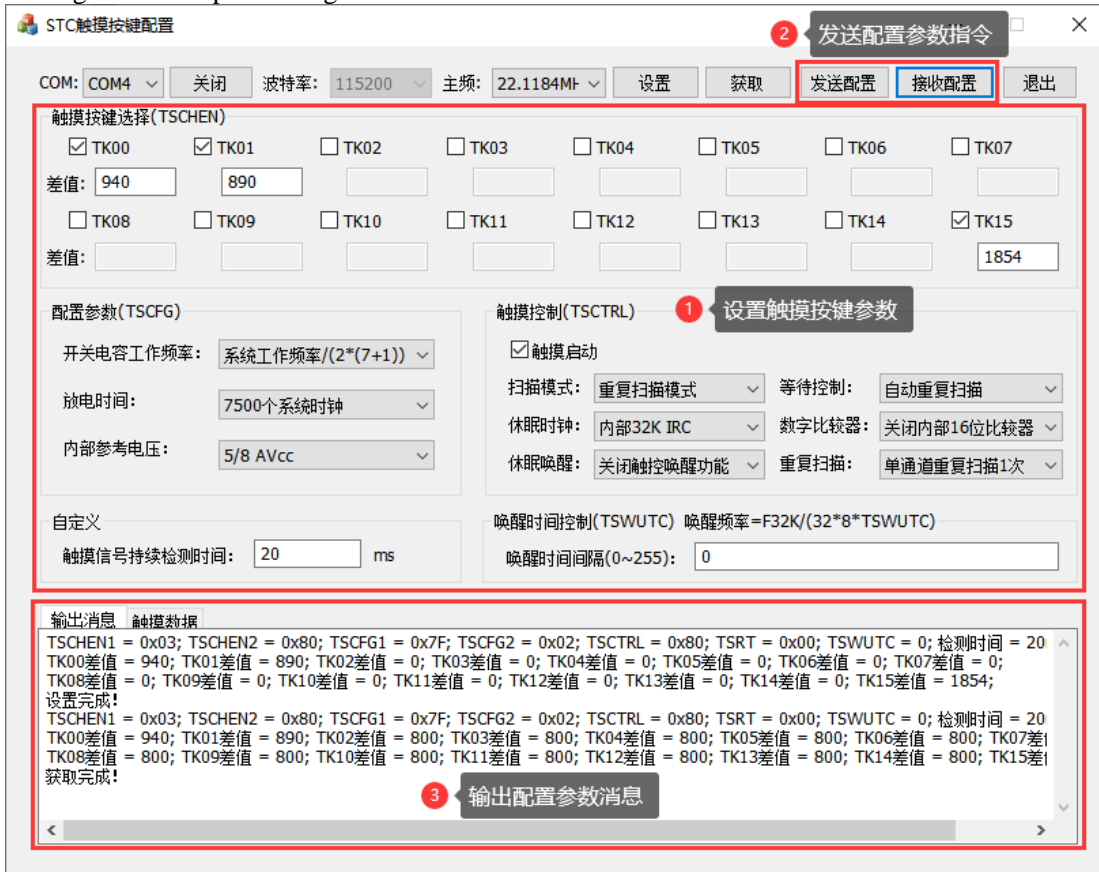 STC触摸按键配置
2 发送配置参数指令
COM: COM4 关闭 波特率: 115200 主频: 22.1184MH 设置 获取 发送配置 接收配置 退出
触摸按键选择(TSCHEN)
TK00 TK01 TK02 TK03 TK04 TK05 TK06 TK07
差值: 940 890
TK08 TK09 TK10 TK11 TK12 TK13 TK14 TK15
差值: 1854
配置参数(TSCFG)
开关电容工作频率: 系统工作频率/(2*(7+1))
放电时间: 7500个系统时钟
内部参考电压: 5/8 AVcc
触摸控制(TSCTRL)
1 设置触摸按键参数
触摸启动
扫描模式: 重复扫描模式 等待控制: 自动重复扫描
休眠时钟: 内部32K IRC 数字比较器: 关闭内部16位比较器
休眠唤醒: 关闭触控唤醒功能 重复扫描: 单通道重复扫描1次
自定义
触摸信号持续检测时间: 20 ms
唤醒时间控制(TSWUTC) 唤醒频率=F32K/(32*8*TSWUTC)
唤醒时间间隔(0~255): 0
输出消息 触摸数据
TSCHEN1 = 0x03; TSCHEN2 = 0x80; TSCFG1 = 0x7F; TSCFG2 = 0x02; TSCTRL = 0x80; TSRT = 0x00; TSWUTC = 0; 检测时间 = 20
TK00差值 = 940; TK01差值 = 890; TK02差值 = 0; TK03差值 = 0; TK04差值 = 0; TK05差值 = 0; TK06差值 = 0; TK07差值 = 0;
TK08差值 = 0; TK09差值 = 0; TK10差值 = 0; TK11差值 = 0; TK12差值 = 0; TK13差值 = 0; TK14差值 = 0; TK15差值 = 1854;
设置完成!
TSCHEN1 = 0x03; TSCHEN2 = 0x80; TSCFG1 = 0x7F; TSCFG2 = 0x02; TSCTRL = 0x80; TSRT = 0x00; TSWUTC = 0; 检测时间 = 20
TK00差值 = 940; TK01差值 = 890; TK02差值 = 800; TK03差值 = 800; TK04差值 = 800; TK05差值 = 800; TK06差值 = 800; TK07差
TK08差值 = 800; TK09差值 = 800; TK10差值 = 800; TK11差值 = 800; TK12差值 = 800; TK13差值 = 800; TK14差值 = 800; TK15差
获取完成!
3 输出配置参数消息